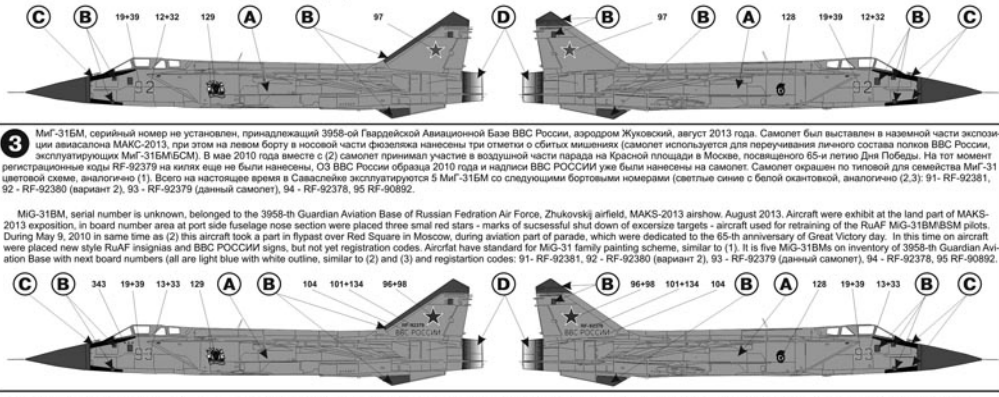 C B 19+39 12+32 129 A B 97 D B 97 B A 128 19+39 12+32 B C
92 92
3 МиГ-31БМ, серийный номер не установлен, принадлежащий 3958-ой Гвардейской Авиационной Базе ВВС России, аэродром Жуковский, август 2013 года. Самолет был выставлен в наземной части экспози-
ции авиасалона МАКС-2013, при этом на левом борту в носовой части фюзеляжа нанесены три отметки о сбитых мишениях (самолет используется для переучивания личного состава полков ВВС России,
эксплуатирующих МиГ-31БМ\БСМ). В мае 2010 года вместе с (2) самолет принимал участие в воздушной части парада на Красной площади в Москве, посвященого 65-и летию Дня Победы. На тот момент
регистрационные коды RF-92379 на килях еще не были нанесены, ОЗ ВВС России образца 2010 года и надписи ВВС РОССИИ уже были нанесены на самолет. Самолет окрашен по типовой для семейства МиГ-31
цветовой схеме, аналогично (1). Всего на настоящее время в Саваслейке эксплуатируются 5 МиГ-31БМ со следующими бортовыми номерами (светлые синие с белой окантовкой, аналогично (2,3): 91- RF-92381,
92 - RF-92380 (вариант 2), 93 - RF-92379 (данный самолет), 94 - RF-92378, 95 RF-90892.
MiG-31BM, serial number is unknown, belonged to the 3958-th Guardian Aviation Base of Russian Fedration Air Force, Zhukovskij airfield, MAKS-2013 airshow. August 2013. Aircraft were exhibit at the land part of MAKS-
2013 exposition, in board number area at port side fuselage nose section were placed three smal red stars - marks of sucsessful shut down of excersize targets - aircraft used for retraining of the RuAF MiG-31BM\BSM pilots.
During May 9, 2010 in same time as (2) this aircraft took a part in flypast over Red Square in Moscow, during aviation part of parade, which were dedicated to the 65-th anniversary of Great Victory day. In this time on aircraft
were placed new style RuAF insignias and ВВС РОССИИ signs, but not yet registration codes. Aircrfat have standard for MiG-31 family painting scheme, similar to (1). It is five MiG-31BMs on inventory of 3958-th Guardian Avi-
ation Base with next board numbers (all are light blue with white outline, similar to (2) and (3) and registartion codes: 91- RF-92381, 92 - RF-92380 (вариант 2), 93 - RF-92379 (данный самолет), 94 - RF-92378, 95 RF-90892.
C B 343 19+39 13+33 129 A B 104 101+134 96+98 D B 96+98 101+134 104 B A 128 19+39 13+33 B C
RF-92379 RF-92379
93 ВВС РОССИИ ВВС РОССИИ 93